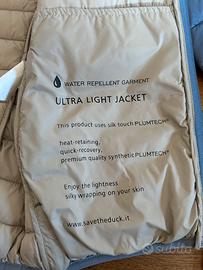 WATER REPELLENT GARMENT
ULTRA LIGHT JACKET
This product uses silk touch PLUMTECH®
heat-retaining,
quick-recovery,
premium quality synthetic PLUMTECH®
Enjoy the lightness
silky wrapping on your skin
www.savetheduck.it
subito